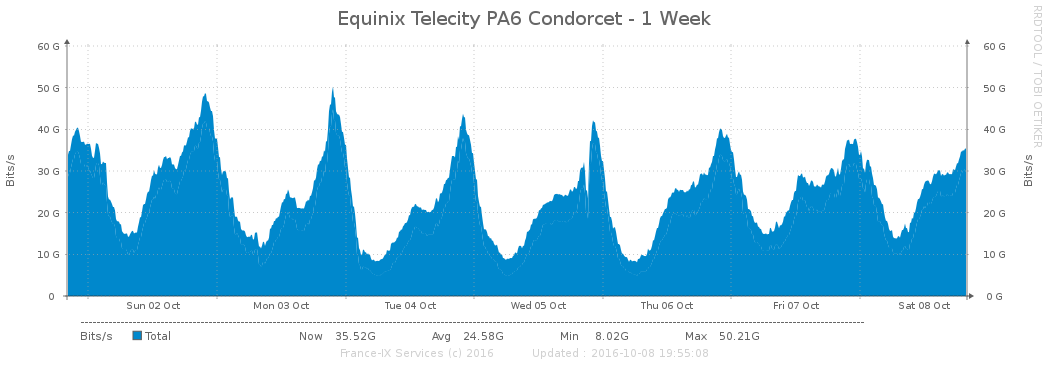 Equinix Telecity PA6 Condorcet - 1 Week
RRDTOOL / TOBI OETIKER
60 G 60 G
50 G 50 G
40 G 40 G
30 G 30 G
20 G 20 G
10 G 10 G
0 0 G
Bits/s
Bits/s
Sun 02 Oct Mon 03 Oct Tue 04 Oct Wed 05 Oct Thu 06 Oct Fri 07 Oct Sat 08 Oct
Bits/s Total Now 35.52G Avg 24.58G Min 8.02G Max 50.21G
France-IX Services (c) 2016 Updated : 2016-10-08 19:55:08